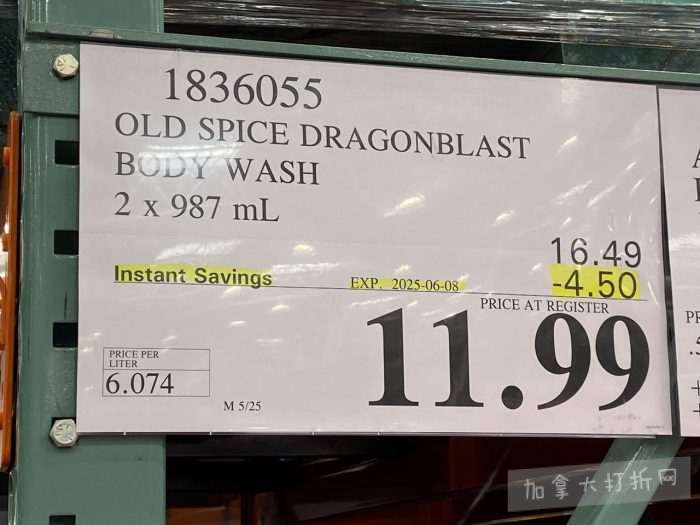 1836055
OLD SPICE DRAGONBLAST
BODY WASH
2 x 987 mL
16.49
Instant Savings EXP. 2025-06-08 -4.50
PRICE AT REGISTER
11.99
PRICE PER
LITER
6.074
M 5/25
加拿大打折网